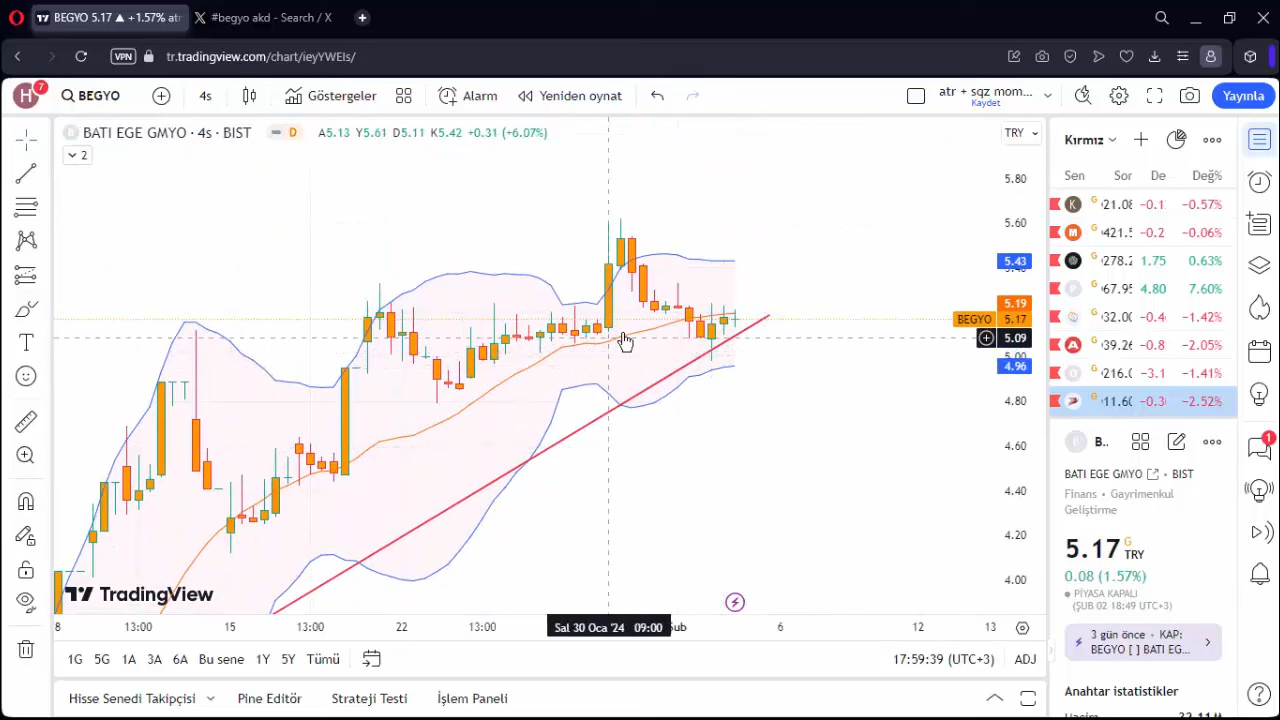 BEGYO 5.17 ▲ +1.57% atr
#begyo akd - Search / X
VPN
tr.tradingview.com/chart/ieyYWEIs/
H
7
BEGYO
4s
Göstergeler
Alarm
Yeniden oynat
atr + sqz mom...
Kaydet
Yayınla
BATI EGE GMYO · 4s · BIST
D
A5.13 Y5.61 D5.11 K5.42 +0.31 (+6.07%)
2
TRY
5.80
5.60
5.43
5.19
BEGYO 5.17
5.09
5.00
4.96
4.80
4.60
4.40
4.20
4.00
TradingView
8
13:00
15
13:00
22
13:00
Sal 30 Oca '24 09:00
Şub
6
12
13
1G 5G 1A 3A 6A Bu sene 1Y 5Y Tümü
17:59:39 (UTC+3)
ADJ
Hisse Senedi Takipçisi
Pine Editör
Strateji Testi
İşlem Paneli
Kırmız
Sen Sor De Değ%
K G 21.08 -0.1 -0.57%
G 421.5 -0.2 -0.06%
G 278.2 1.75 0.63%
G 67.95 4.80 7.60%
G 32.00 -0.4 -1.42%
G 39.26 -0.8 -2.05%
G 216.0 -3.1 -1.41%
G 11.60 -0.3 -2.52%
B..
BATI EGE GMYO · BIST
Finans · Gayrimenkul
Geliştirme
5.17 G TRY
0.08 (1.57%)
PİYASA KAPALI
(ŞUB 02 18:49 UTC+3)
3 gün önce · KAP:
BEGYO [ ] BATI EG...
Anahtar istatistikler
1